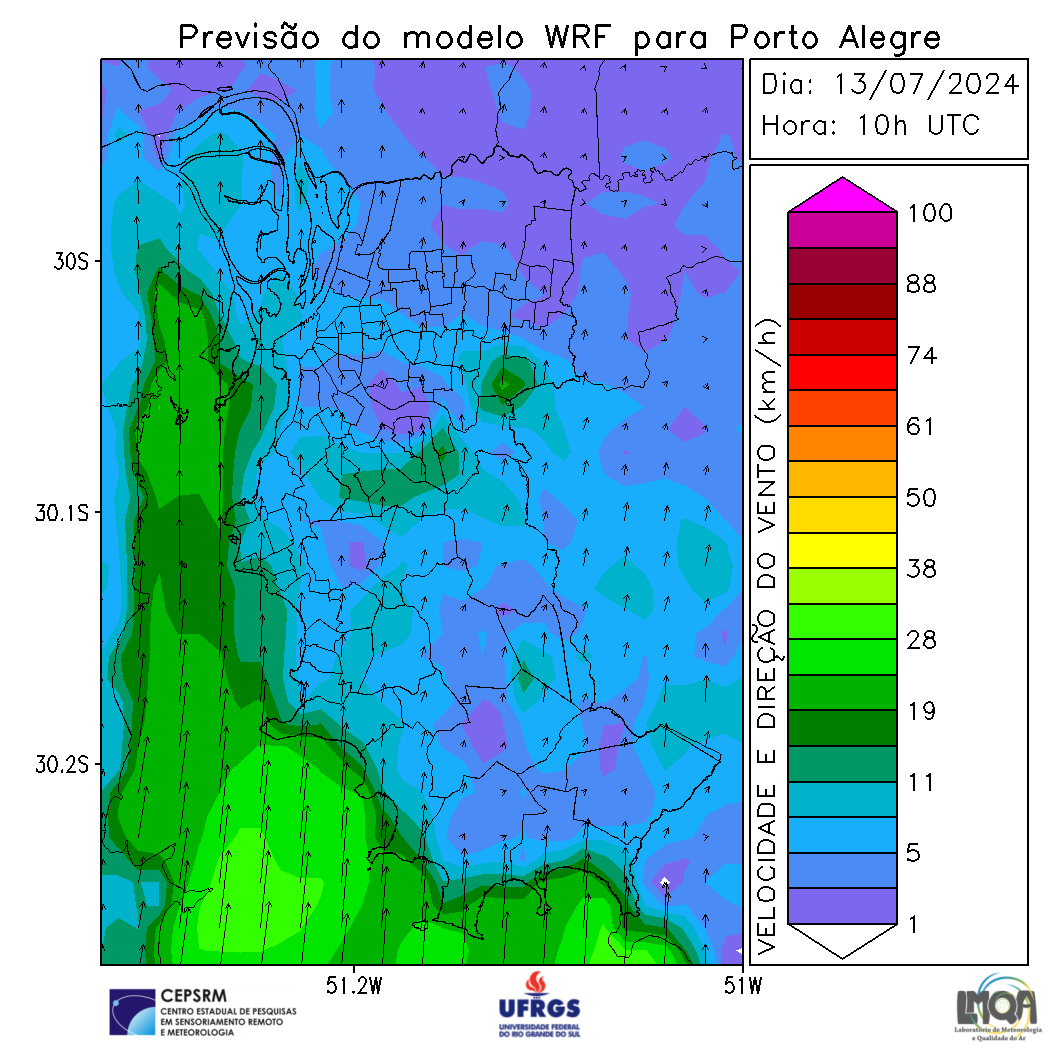 Previsão do modelo WRF para Porto Alegre
Dia: 13/07/2024
Hora: 10h UTC
30S
30.1S
30.2S
51.2W
51W
VELOCIDADE E DIREÇÃO DO VENTO (km/h)
100
88
74
61
50
38
28
19
11
5
1
CEPSRM
CENTRO ESTADUAL DE PESQUISAS
EM SENSORIAMENTO REMOTO
E METEOROLOGIA
UFRGS
UNIVERSIDADE FEDERAL
DO RIO GRANDE DO SUL
LMQA
Laboratório de Meteorologia
e Qualidade do Ar